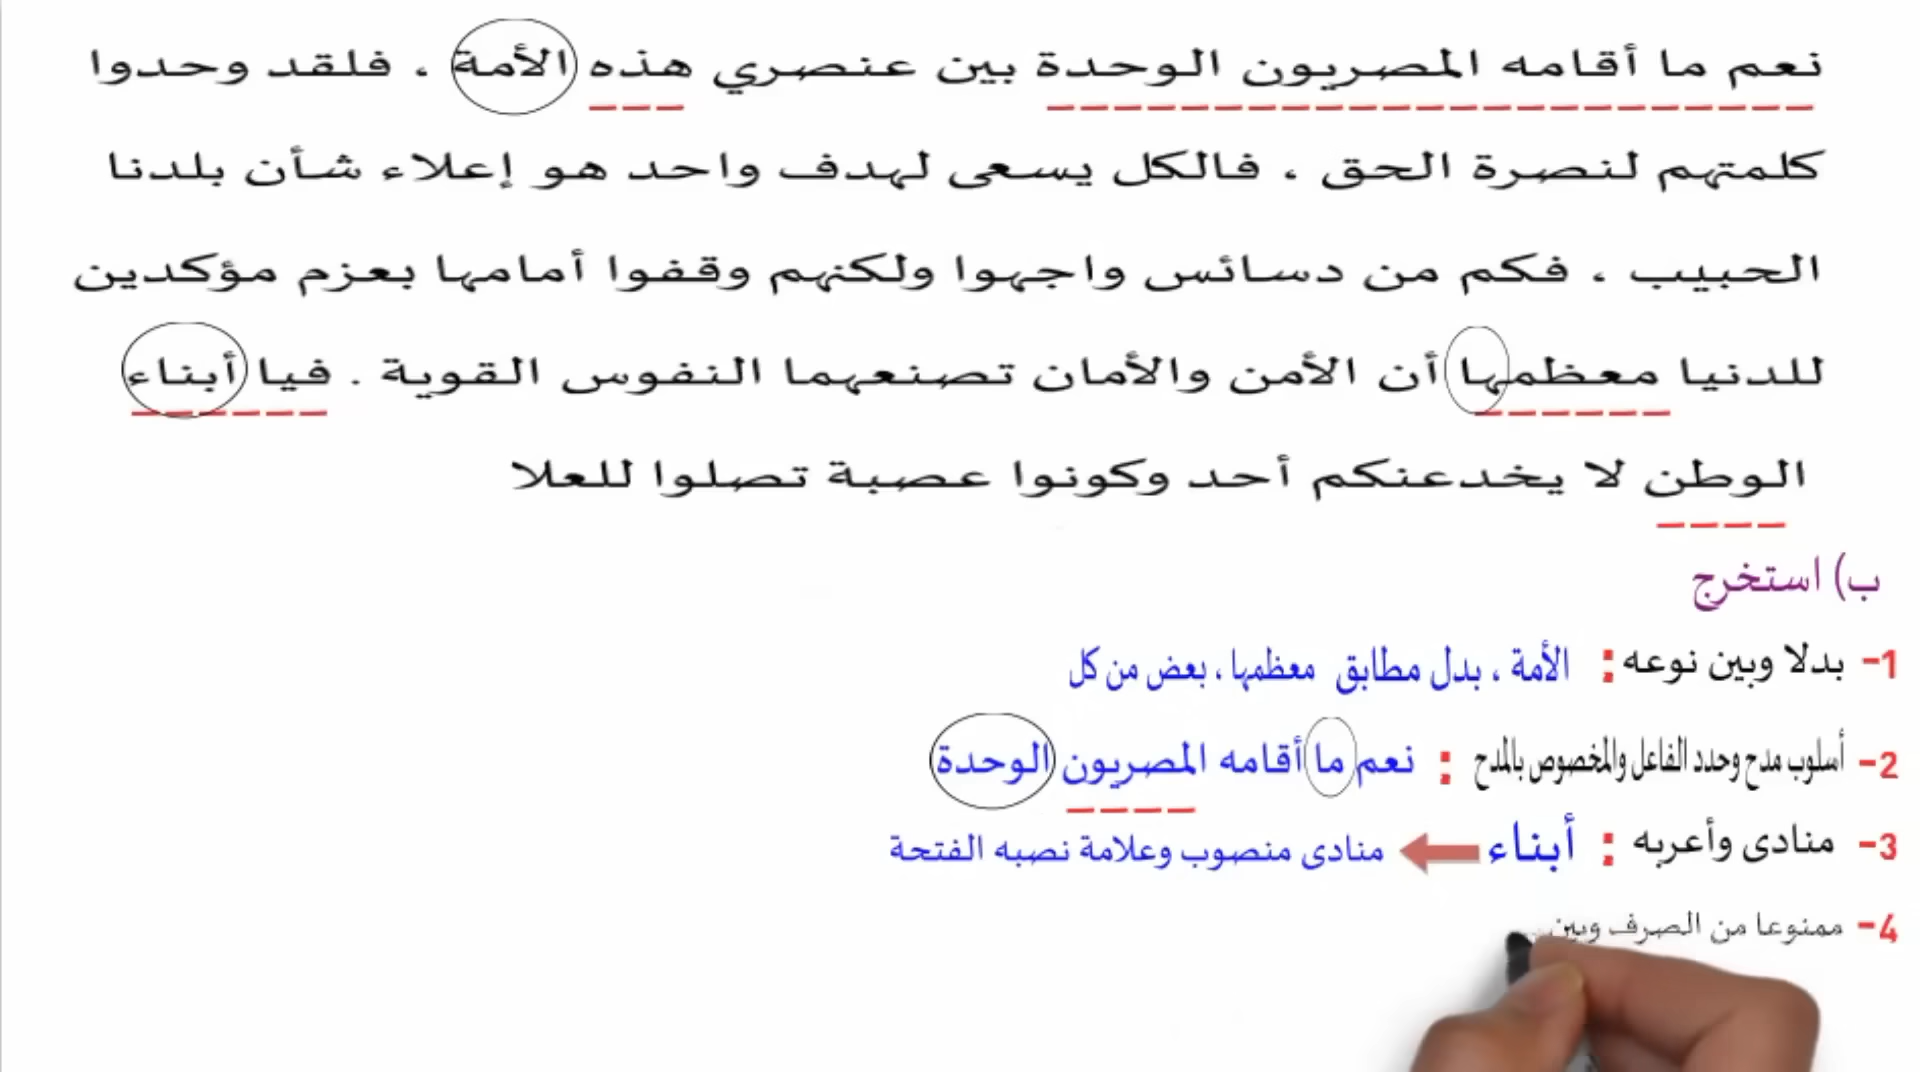 نعم ما أقامه المصريون الوحدة بين عنصري هذه الأمة ، فلقد وحدوا
كلمتهم لنصرة الحق ، فالكل يسعى لهدف واحد هو إعلاء شأن بلدنا
الحبيب ، فكم من دسائس واجهوا ولكنهم وقفوا أمامها بعزم مؤكدين
للدنيا معظمها أن الأمن والأمان تصنعهما النفوس القوية . فيا أبناء
الوطن لا يخدعنكم أحد وكونوا عصبة تصلوا للعلا
ب) استخرج
1- بدلا وبين نوعه : الأمة ، بدل مطابق معظمها ، بعض من كل
2- أسلوب مدح وحدد الفاعل والمخصوص بالمدح : نعم ما أقامه المصريون الوحدة
3- منادى وأعربه : أبناء منادى منصوب وعلامة نصبه الفتحة
4- ممنوعا من الصرف وبين